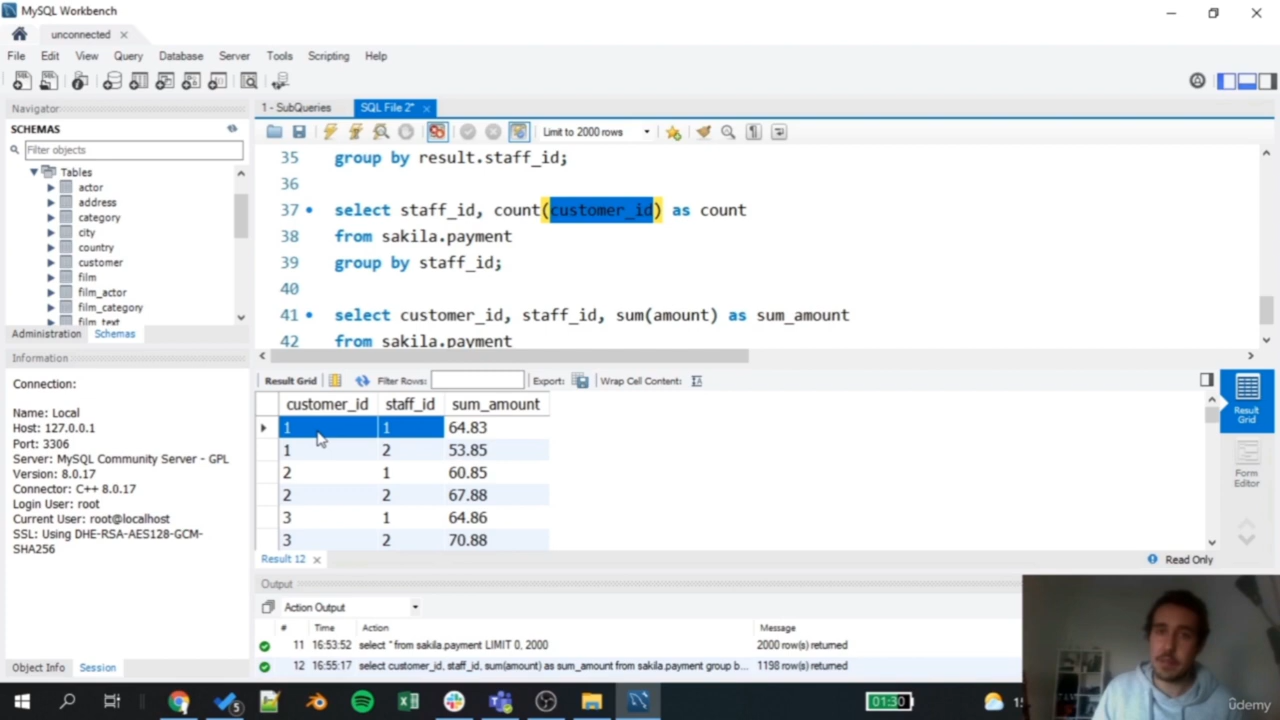 MySQL Workbench
unconnected
File Edit View Query Database Server Tools Scripting Help
Navigator
1 - SubQueries SQL File 2*
SCHEMAS
Filter objects
Limit to 2000 rows
Tables
actor
address
category
city
country
customer
film
film_actor
film_category
film_text
Administration Schemas
35 group by result.staff_id;
36
37 select staff_id, count(customer_id) as count
38 from sakila.payment
39 group by staff_id;
40
41 select customer_id, staff_id, sum(amount) as sum_amount
42 from sakila.payment
Information
Connection:
Name: Local
Host: 127.0.0.1
Port: 3306
Server: MySQL Community Server - GPL
Version: 8.0.17
Connector: C++ 8.0.17
Login User: root
Current User: root@localhost
SSL: Using DHE-RSA-AES128-GCM-
SHA256
Object Info Session
Result Grid Filter Rows: Export: Wrap Cell Content:
customer_id staff_id sum_amount
1 1 64.83
1 2 53.85
2 1 60.85
2 2 67.88
3 1 64.86
3 2 70.88
Result
Grid
Form
Editor
Result 12 Read Only
Output
Action Output
# Time Action Message
11 16:53:52 select * from sakila.payment LIMIT 0, 2000 2000 row(s) returned
12 16:55:17 select customer_id, staff_id, sum(amount) as sum_amount from sakila.payment group b... 1198 row(s) returned
5
01:30
ûdemy